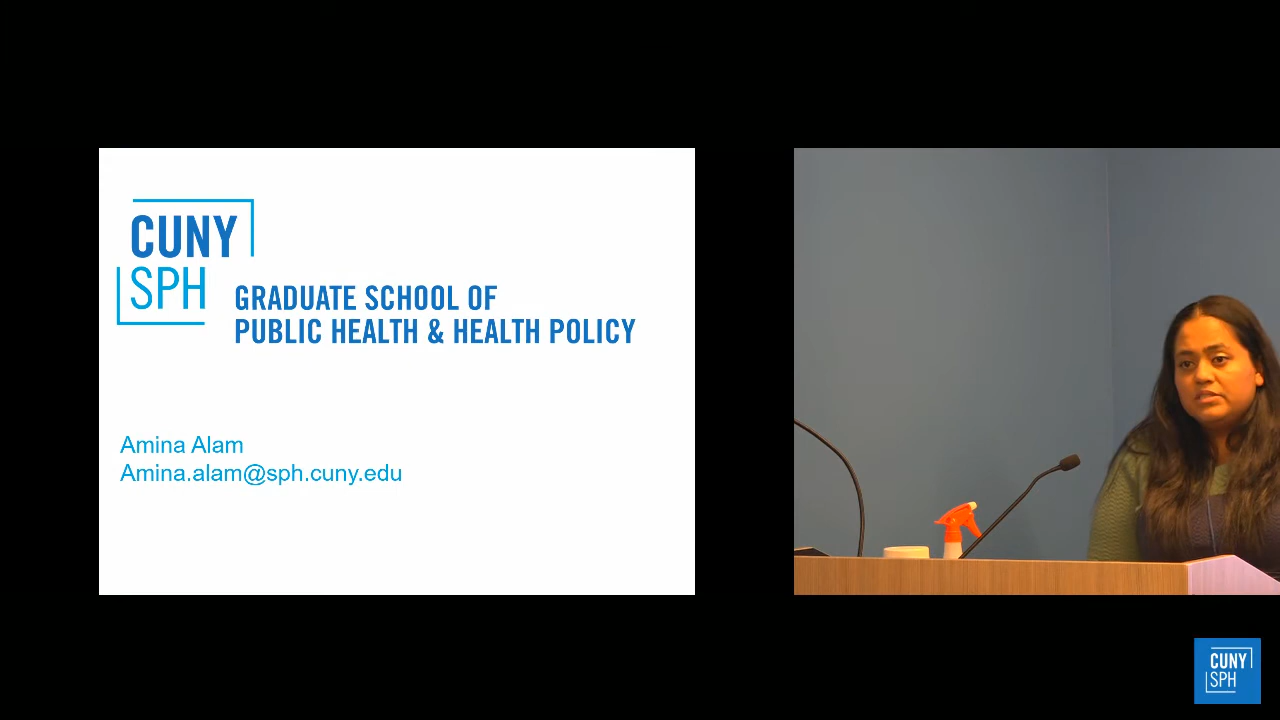 CUNY
SPH
GRADUATE SCHOOL OF
PUBLIC HEALTH & HEALTH POLICY
Amina Alam
Amina.alam@sph.cuny.edu
CUNY
SPH